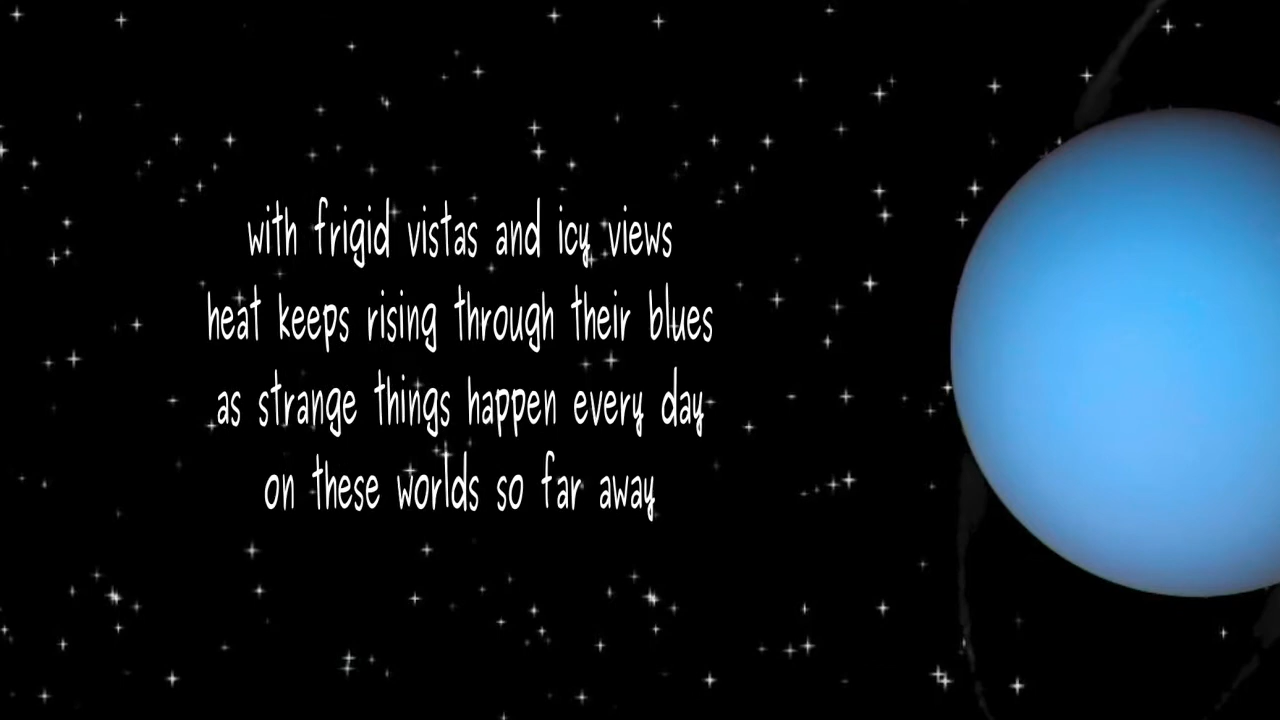 with frigid vistas and icy views
heat keeps rising through their blues
as strange things happen every day
on these worlds so far away